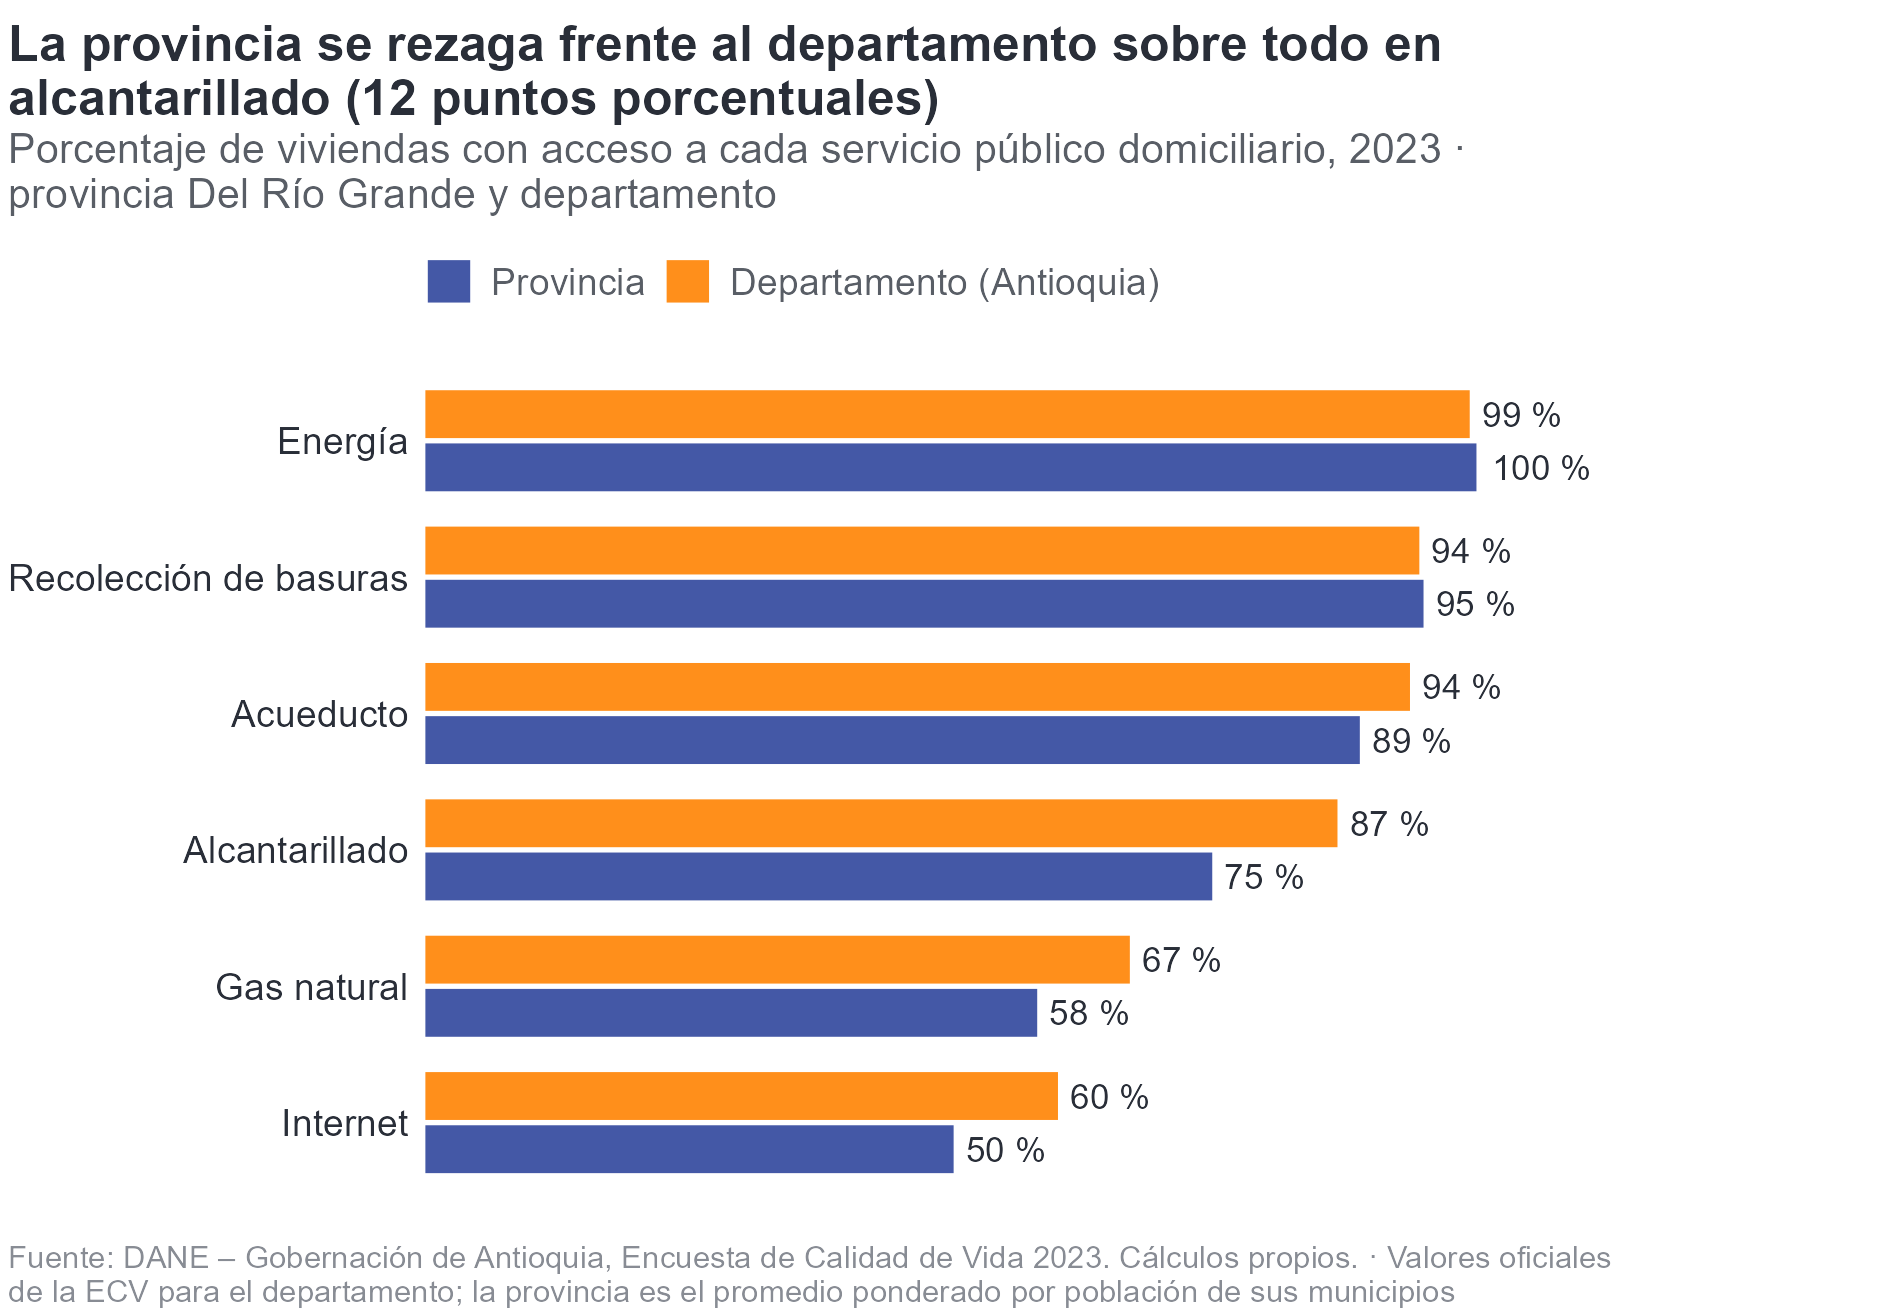 La provincia se rezaga frente al departamento sobre todo en
alcantarillado (12 puntos porcentuales)
Porcentaje de viviendas con acceso a cada servicio público domiciliario, 2023 ·
provincia Del Río Grande y departamento
Provincia
Departamento (Antioquia)
Energía
99 %
100 %
Recolección de basuras
94 %
95 %
Acueducto
94 %
89 %
Alcantarillado
87 %
75 %
Gas natural
67 %
58 %
Internet
60 %
50 %
Fuente: DANE – Gobernación de Antioquia, Encuesta de Calidad de Vida 2023. Cálculos propios. · Valores oficiales
de la ECV para el departamento; la provincia es el promedio ponderado por población de sus municipios